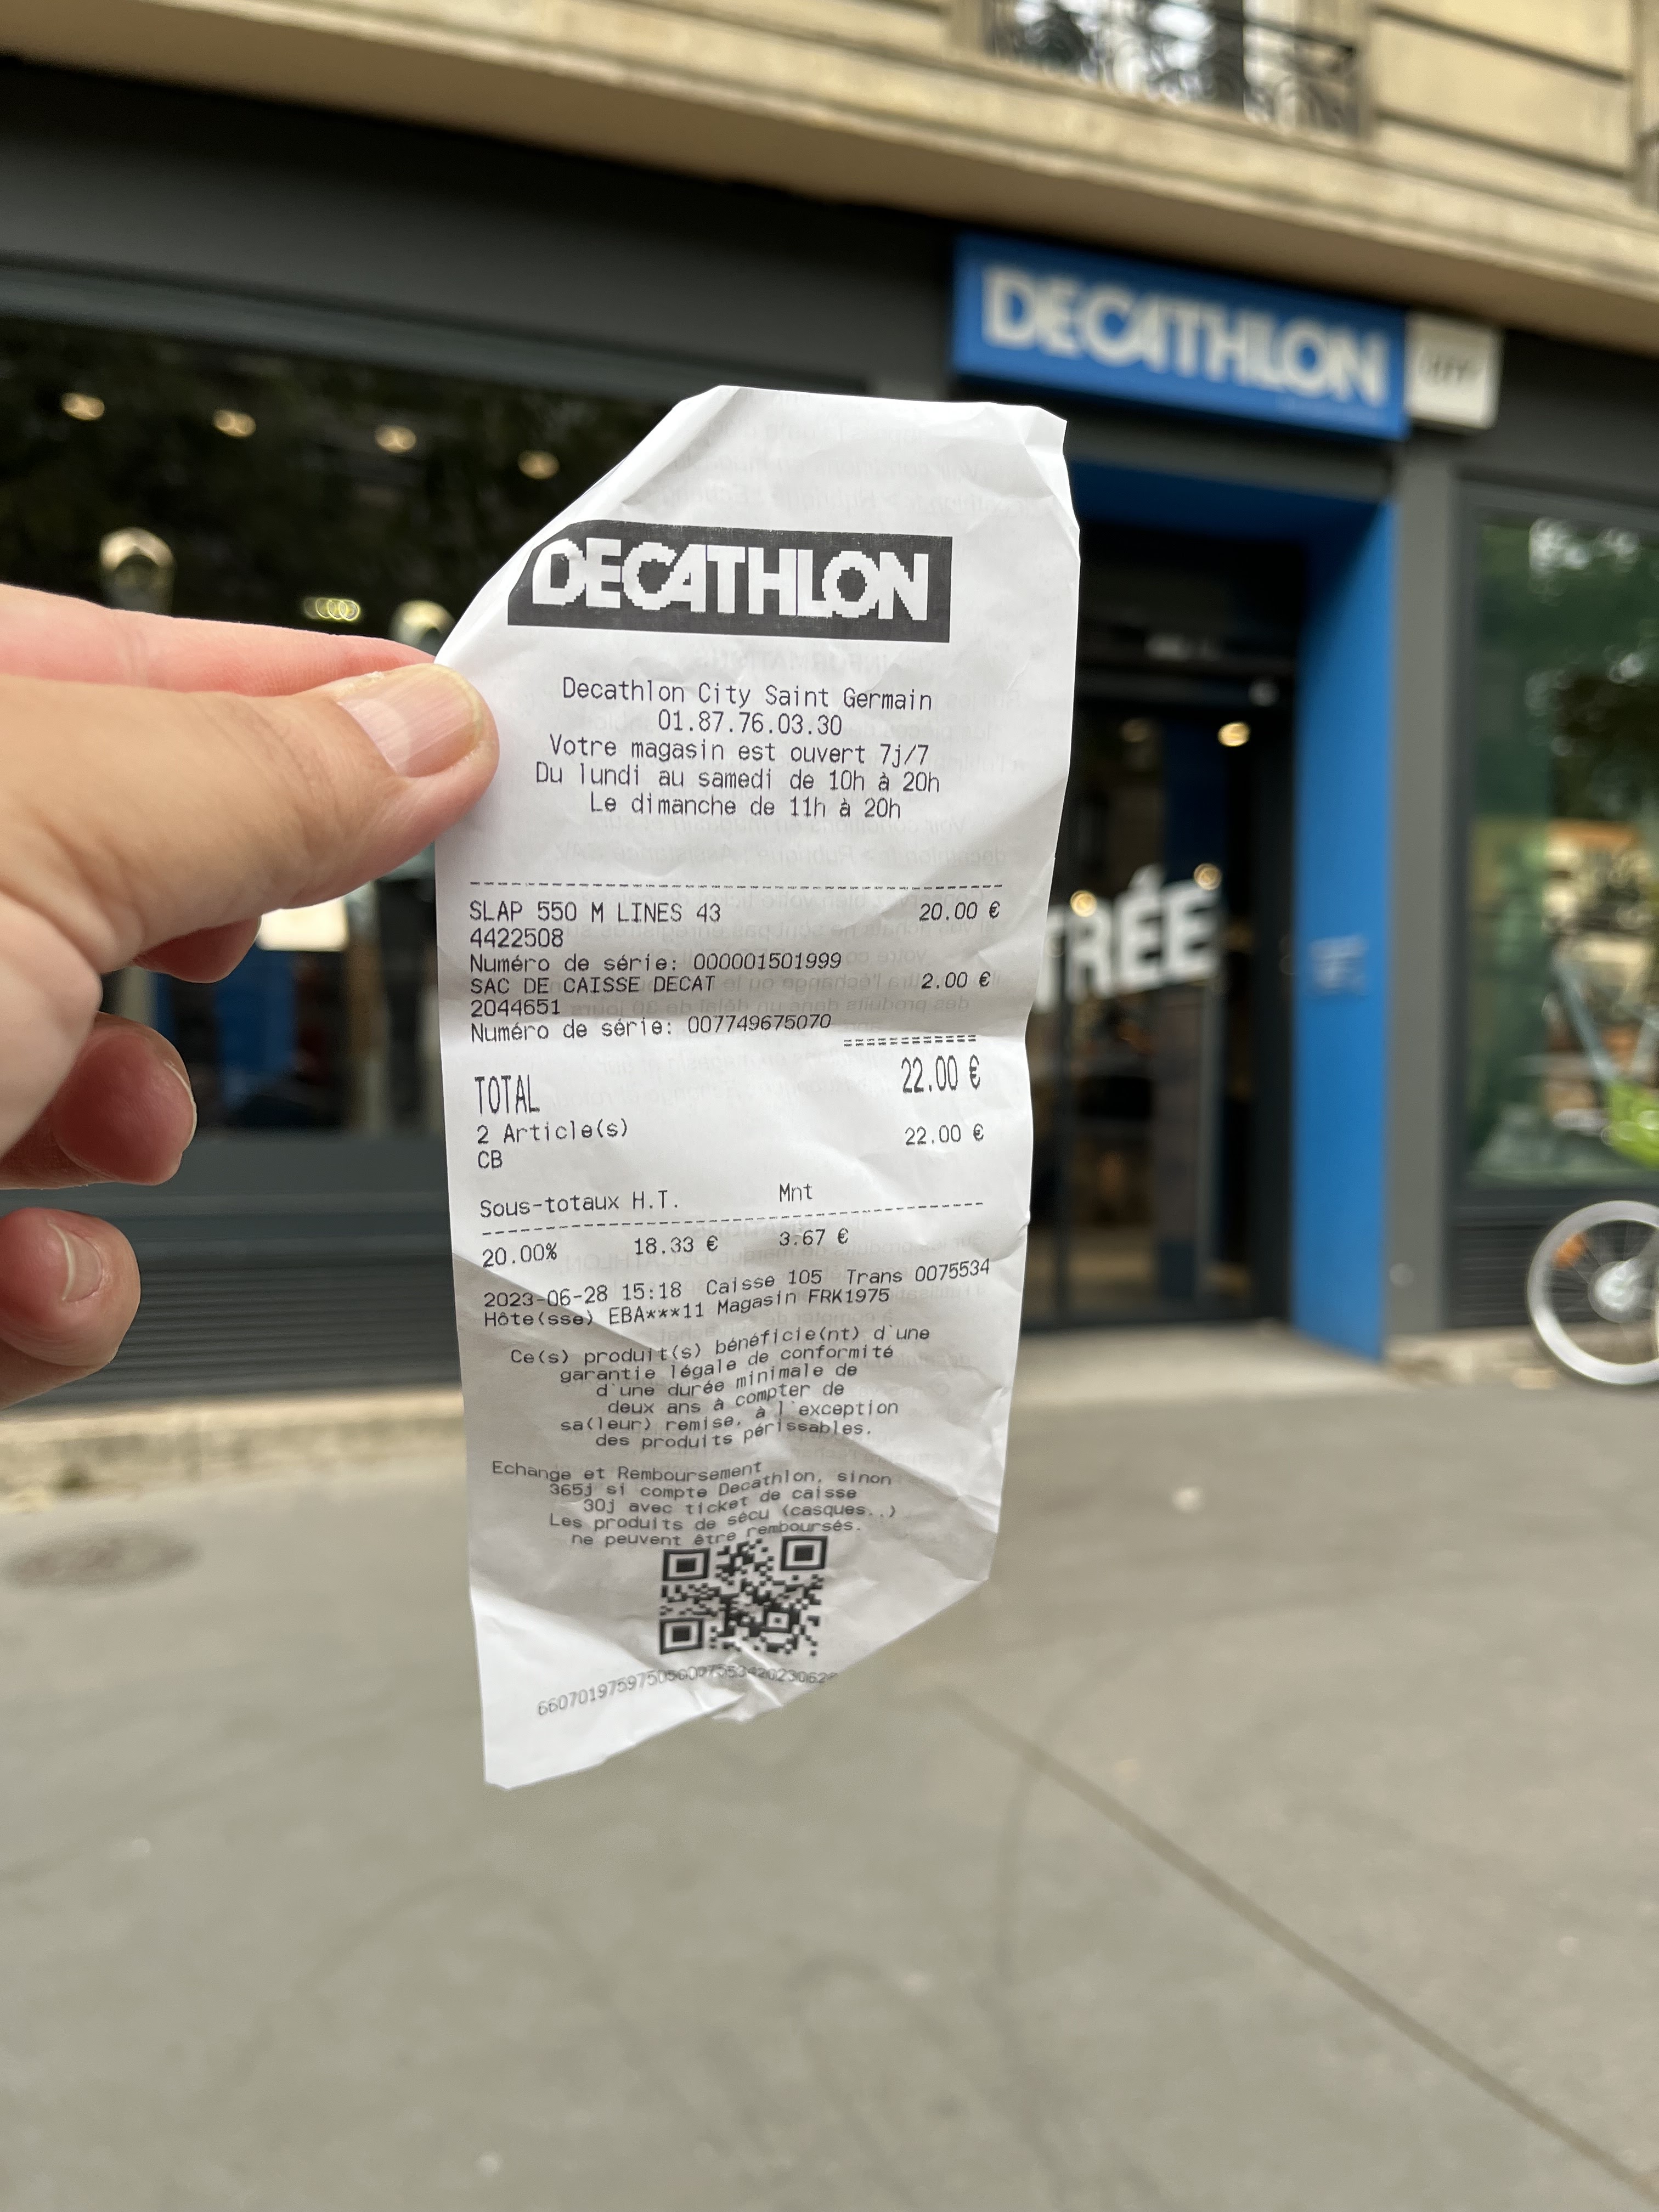 DECATHLON
DECATHLON
Decathlon City Saint Germain
01.87.76.03.30
Votre magasin est ouvert 7j/7
Du lundi au samedi de 10h à 20h
Le dimanche de 11h à 20h
SLAP 550 M LINES 43 20.00 €
4422508
Numéro de série: 000001501999
SAC DE CAISSE DECAT 2.00 €
2044651
Numéro de série: 007749675070
============
TOTAL 22.00 €
2 Article(s)
CB 22.00 €
Sous-totaux H.T. Mnt
20.00% 18.33 € 3.67 €
2023-06-28 15:18 Caisse 105 Trans 0075534
Hôte(sse) EBA***11 Magasin FRK1975
Ce(s) produit(s) bénéficie(nt) d'une
garantie légale de conformité
d'une durée minimale de
deux ans à compter de
sa(leur) remise, à l'exception
des produits périssables.
Echange et Remboursement
365j si compte Decathlon, sinon
30j avec ticket de caisse
Les produits de sécu (casques..)
ne peuvent être remboursés.
TRÉE